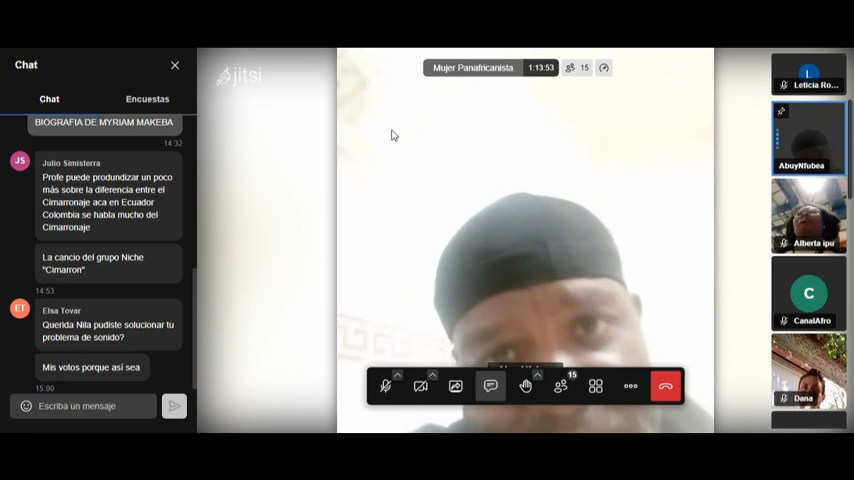 Chat
Chat
Encuestas
BIOGRAFIA DE MYRIAM MAKEBA
14:32
JS
Julio Simisterra
Profe puede produndizar un poco
más sobre la diferencia entre el
Cimarronaje aca en Ecuador
Colombia se habla mucho del
Cimarronaje
La cancio del grupo Niche
"Cimarron"
14:53
ET
Elsa Tovar
Querida Nila pudiste solucionar tu
problema de sonido?
Mis votos porque así sea
15:00
Escriba un mensaje
jitsi
Mujer Panafricanista
1:13:53
15
15
L
Leticia Ro...
AbuyNfubea
Alberta ipu
C
CanalAfro
Dana